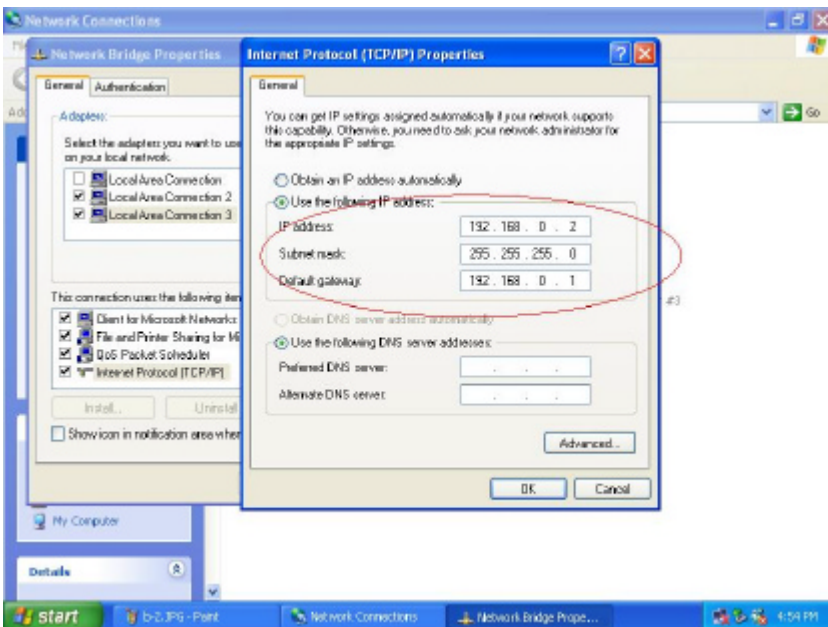 Network Connections
Network Bridge Properties
General
Authentication
Adapters:
Select the adapters you want to use
on your local network.
Local Area Connection
Local Area Connection 2
Local Area Connection 3
This connection uses the following iten
Client for Microsoft Networks
File and Printer Sharing for Mi
QoS Packet Scheduler
Internet Protocol (TCP/IP)
Install...
Uninstal
Show icon in notification area when
Internet Protocol (TCP/IP) Properties
General
You can get IP settings assigned automatically if your network supports
this capability. Otherwise, you need to ask your network administrator for
the appropriate IP settings.
Obtain an IP address automatically
Use the following IP address:
IP address: 192 . 168 . 0 . 2
Subnet mask: 255 . 255 . 255 . 0
Default gateway: 192 . 168 . 0 . 1
Obtain DNS server address automatically
Use the following DNS server addresses:
Preferred DNS server:
Alternate DNS server:
Advanced...
OK
Cancel
Go
#3
My Computer
Details
start
b-2.JPG - Paint
Network Connections
Network Bridge Prope...
4:54 PM